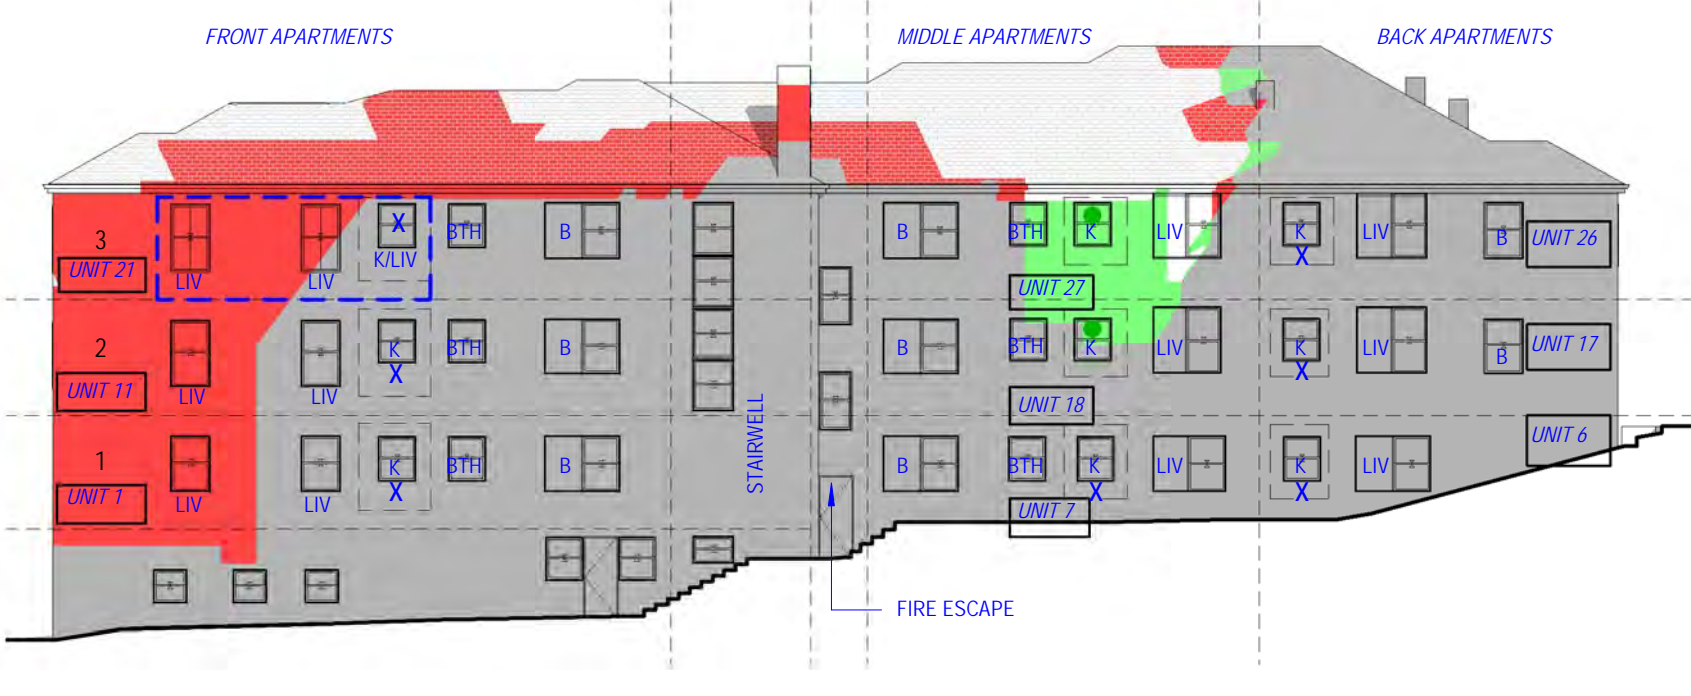 FRONT APARTMENTS
MIDDLE APARTMENTS
BACK APARTMENTS
3
UNIT 21
LIV
LIV
X
K/LIV
BTH
B
B
BTH
K
LIV
K
X
LIV
B
UNIT 26
UNIT 27
2
UNIT 11
LIV
LIV
K
X
BTH
B
B
BTH
K
LIV
K
X
LIV
B
UNIT 17
UNIT 18
1
UNIT 1
LIV
LIV
K
X
BTH
B
STAIRWELL
B
BTH
K
X
LIV
K
X
LIV
UNIT 6
UNIT 7
FIRE ESCAPE